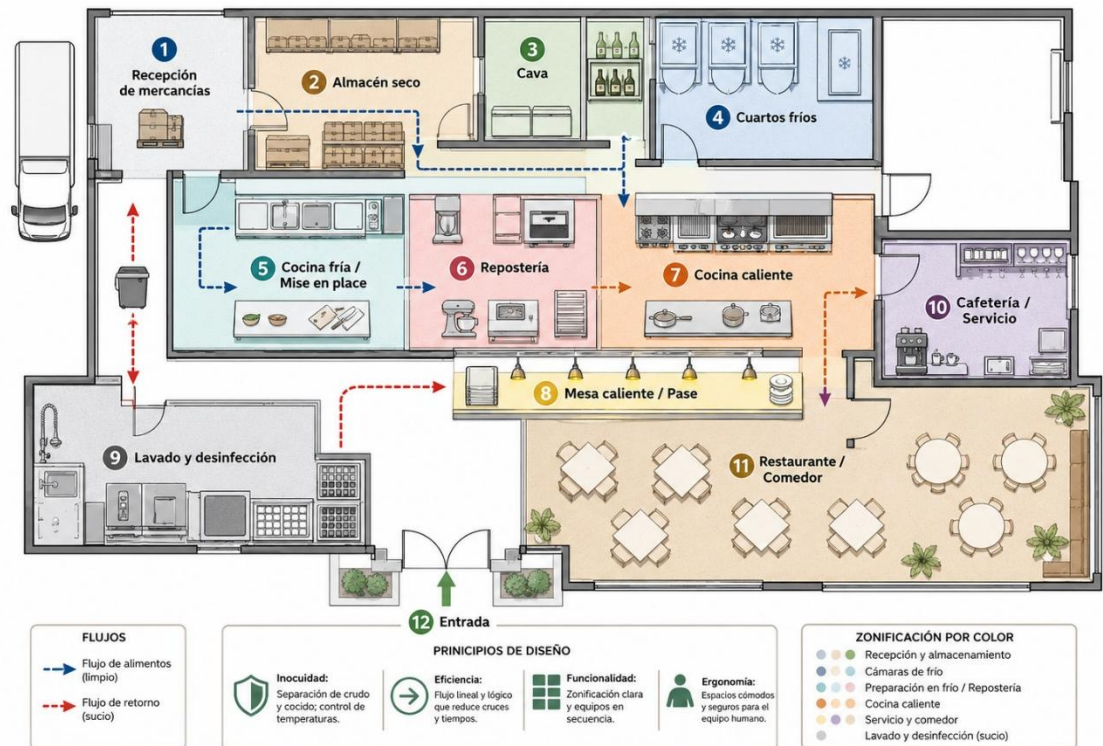 1
Recepción
de mercancías
2 Almacén seco
3
Cava
4 Cuartos fríos
5 Cocina fría /
Mise en place
6 Repostería
7 Cocina caliente
8 Mesa caliente / Pase
9 Lavado y desinfección
10 Cafetería /
Servicio
11 Restaurante /
Comedor
12 Entrada
FLUJOS
Flujo de alimentos
(limpio)
Flujo de retorno
(sucio)
PRINICIPIOS DE DISEÑO
Inocuidad:
Separación de crudo
y cocido; control de
temperaturas.
Eficiencia:
Flujo lineal y lógico
que reduce cruces
y tiempos.
Funcionalidad:
Zonificación clara
y equipos en
secuencia.
Ergonomía:
Espacios cómodos
y seguros para el
equipo humano.
ZONIFICACIÓN POR COLOR
Recepción y almacenamiento
Cámaras de frío
Preparación en frío / Repostería
Cocina caliente
Servicio y comedor
Lavado y desinfección (sucio)